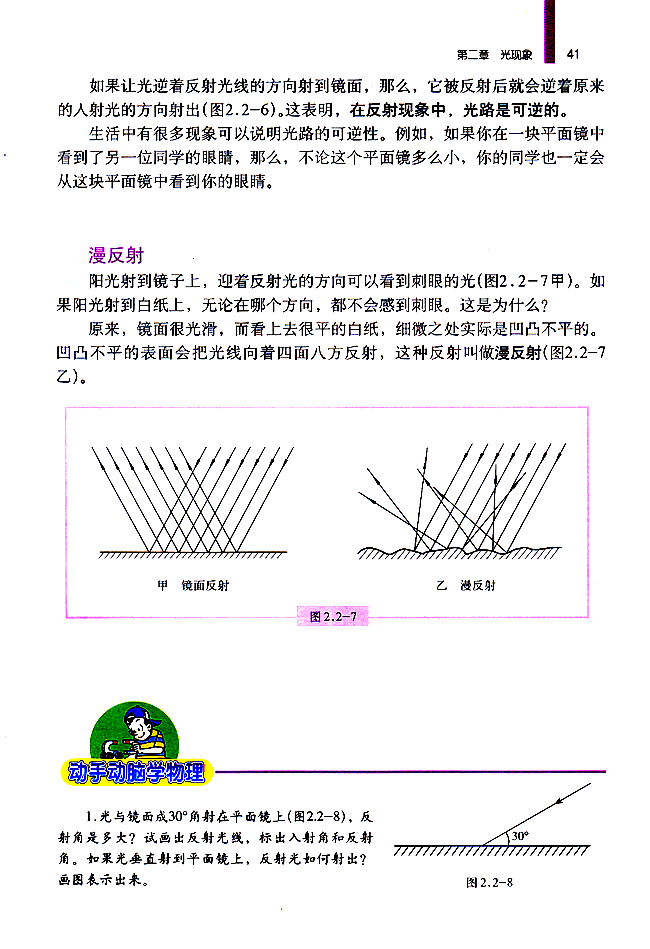 第二章 光现象 41
如果让光逆着反射光线的方向射到镜面，那么，它被反射后就会逆着原来
的入射光的方向射出(图2.2-6)。这表明，在反射现象中，光路是可逆的。
生活中有很多现象可以说明光路的可逆性。例如，如果你在一块平面镜中
看到了另一位同学的眼睛，那么，不论这个平面镜多么小，你的同学也一定会
从这块平面镜中看到你的眼睛。
漫反射
阳光射到镜子上，迎着反射光的方向可以看到刺眼的光(图2.2-7甲)。如
果阳光射到白纸上，无论在哪个方向，都不会感到刺眼。这是为什么？
原来，镜面很光滑，而看上去很平的白纸，细微之处实际是凹凸不平的。
凹凸不平的表面会把光线向着四面八方反射，这种反射叫做漫反射(图2.2-7
乙)。
甲 镜面反射
乙 漫反射
图2.2-7
动手动脑学物理
1.光与镜面成30°角射在平面镜上(图2.2-8)，反
射角是多大？试画出反射光线，标出入射角和反射
角。如果光垂直射到平面镜上，反射光如何射出？
画图表示出来。
30°
图2.2-8